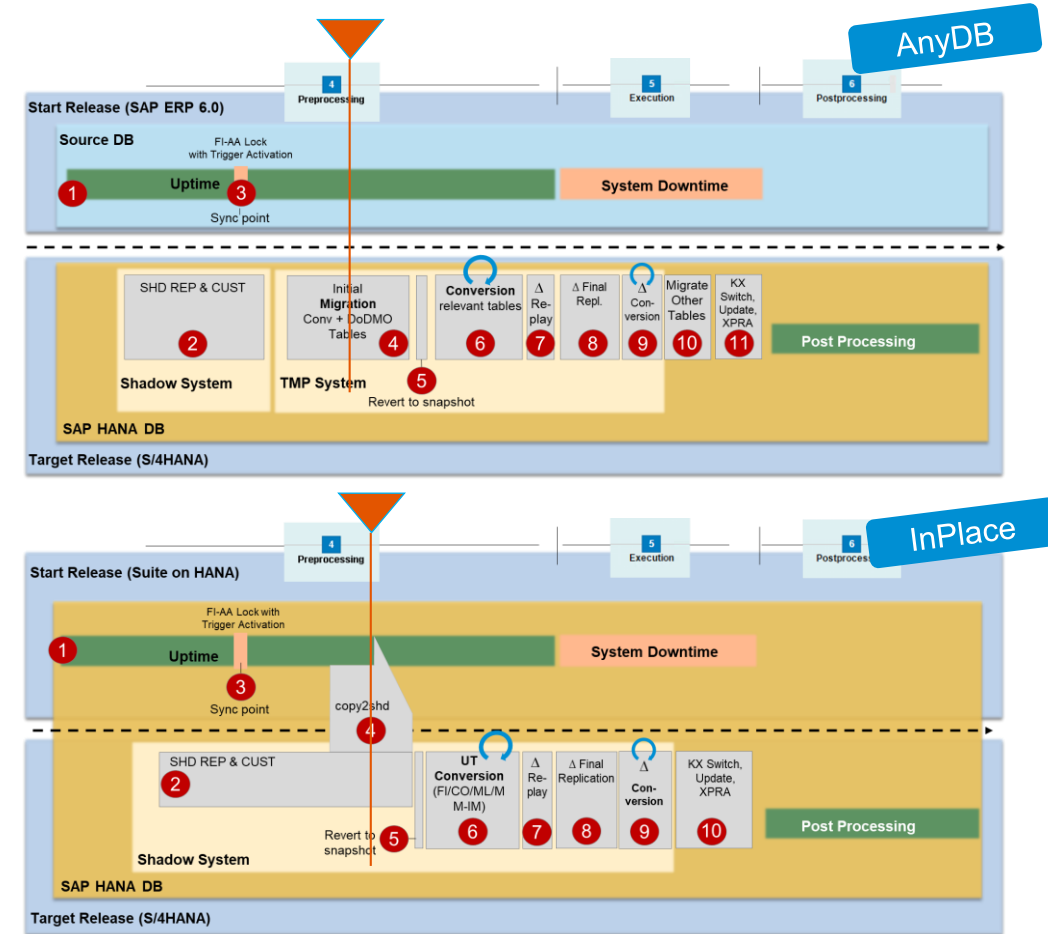 AnyDB
4
Preprocessing
5
Execution
6
Postprocessing
Start Release (SAP ERP 6.0)
Source DB
FI-AA Lock
with Trigger Activation
1
Uptime
3
System Downtime
Sync point
SHD REP & CUST
2
Shadow System
Initial
Migration
Conv + DoDMO
Tables
4
TMP System
5
Revert to snapshot
Conversion
relevant tables
6
Δ
Re-
play
7
Δ Final
Repl.
8
Δ
Con-
version
9
Migrate
Other
Tables
10
KX
Switch,
Update,
XPRA
11
Post Processing
SAP HANA DB
Target Release (S/4HANA)
InPlace
4
Preprocessing
5
Execution
6
Postproces
Start Release (Suite on HANA)
FI-AA Lock with
Trigger Activation
1
Uptime
System Downtime
3
Sync point
copy2shd
4
SHD REP & CUST
2
Revert to
snapshot
5
Shadow System
UT
Conversion
(FI/CO/ML/M
M-IM)
6
Δ
Re-
play
7
Δ Final
Replication
8
Δ
Con-
version
9
KX Switch,
Update,
XPRA
10
Post Processing
SAP HANA DB
Target Release (S/4HANA)